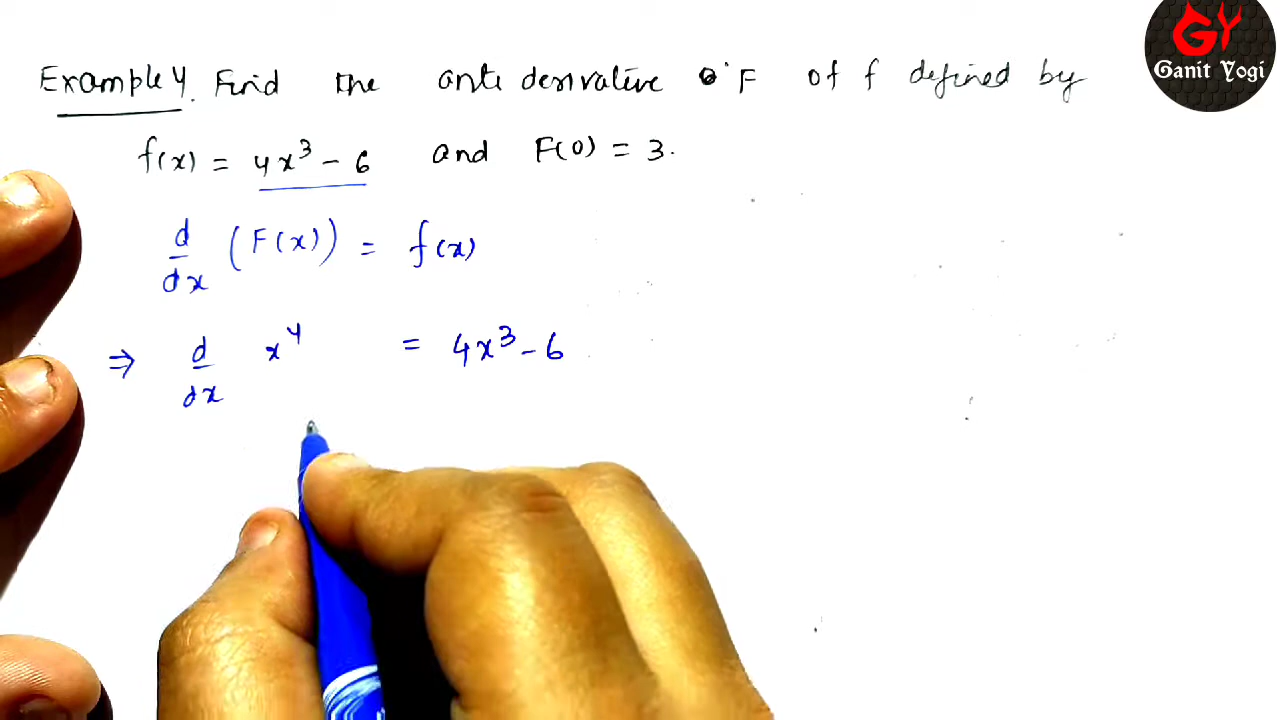 Example 4. Find the anti derivative F of f defined by
f(x) = 4x³ - 6 and F(0) = 3.
d/dx (F(x)) = f(x)
⇒ d/dx x⁴ = 4x³ - 6
GY
Ganit Yogi